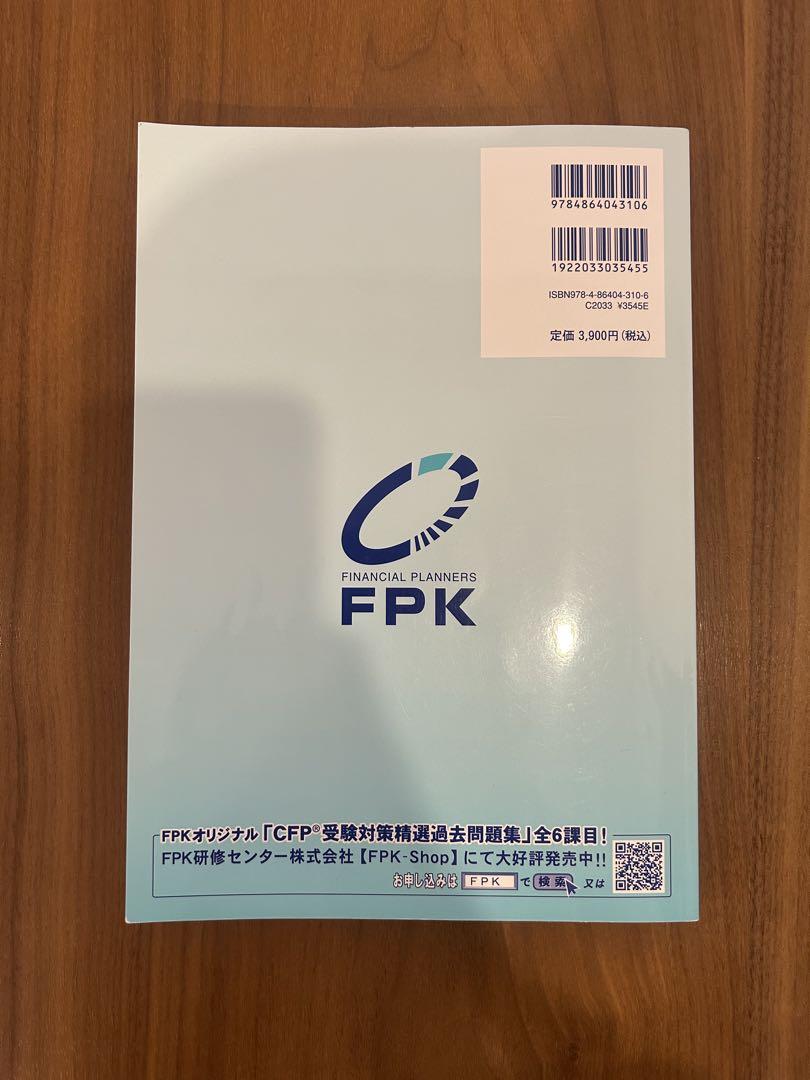 9784864043106
1922033035455
ISBN978-4-86404-310-6
C2033 ¥3545E
定価 3,900円(税込)
FINANCIAL PLANNERS
FPK
FPKオリジナル「CFP®受験対策精選過去問題集」全6課目!
FPK研修センター株式会社【FPK-Shop】にて大好評発売中!!
お申し込みは FPK で 検索 又は